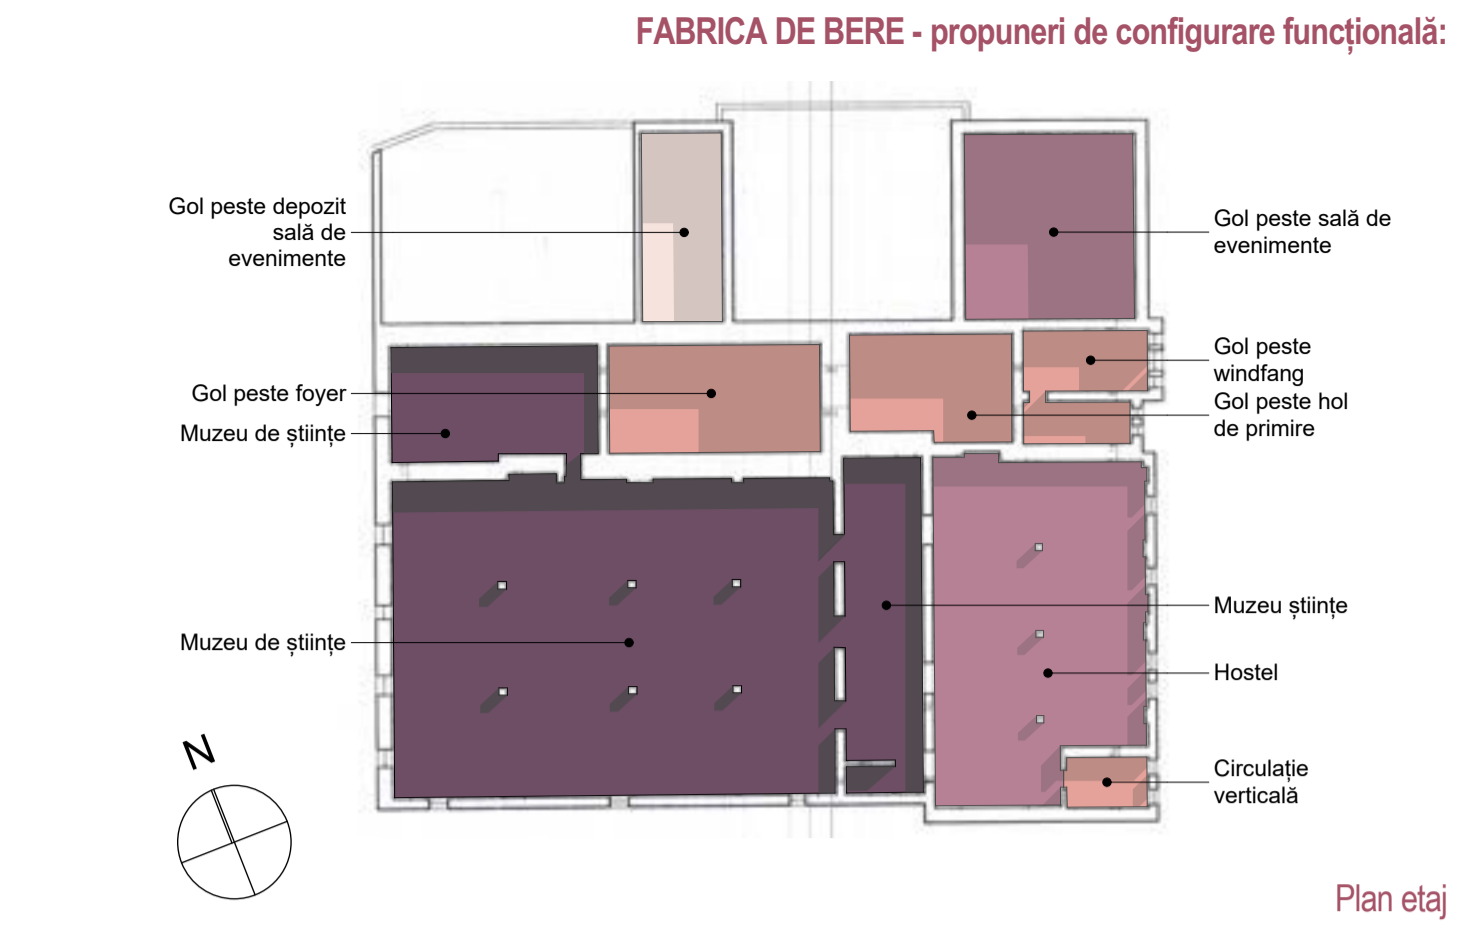 FABRICA DE BERE - propuneri de configurare funcțională:
Gol peste depozit
sală de
evenimente
Gol peste foyer
Muzeu de științe
Muzeu de științe
Gol peste sală de
evenimente
Gol peste
windfang
Gol peste hol
de primire
Muzeu științe
Hostel
Circulație
verticală
N
Plan etaj